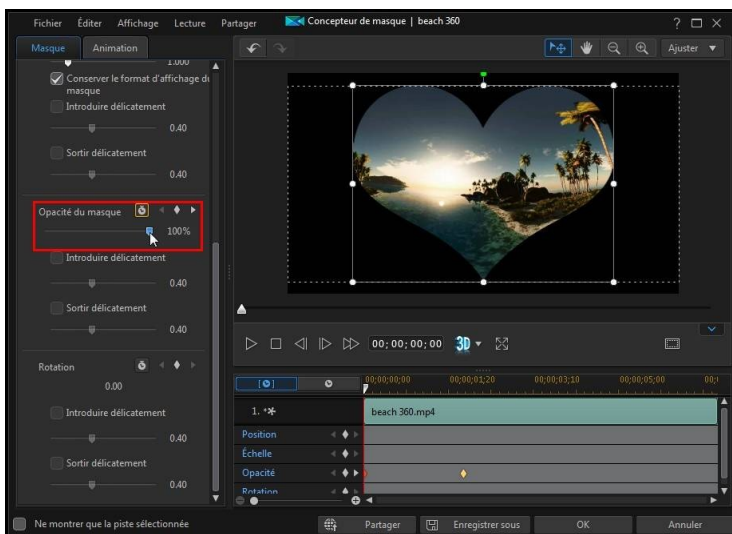 Fichier Éditer Affichage Lecture Partager Concepteur de masque | beach 360 ?
Masque Animation
Ajuster
1.000
Conserver le format d'affichage du
masque
Introduire délicatement
0.40
Sortir délicatement
0.40
Opacité du masque
100%
Introduire délicatement
0.40
Sortir délicatement
0.40
Rotation
0.00
Introduire délicatement
0.40
Sortir délicatement
0.40
00;00;00;00 3D
00;00;00;00 00;00;01;20 00;00;03;10 00;00;05;00
1. beach 360.mp4
Position
Échelle
Opacité
Rotation
Ne montrer que la piste sélectionnée
Partager Enregistrer sous OK Annuler